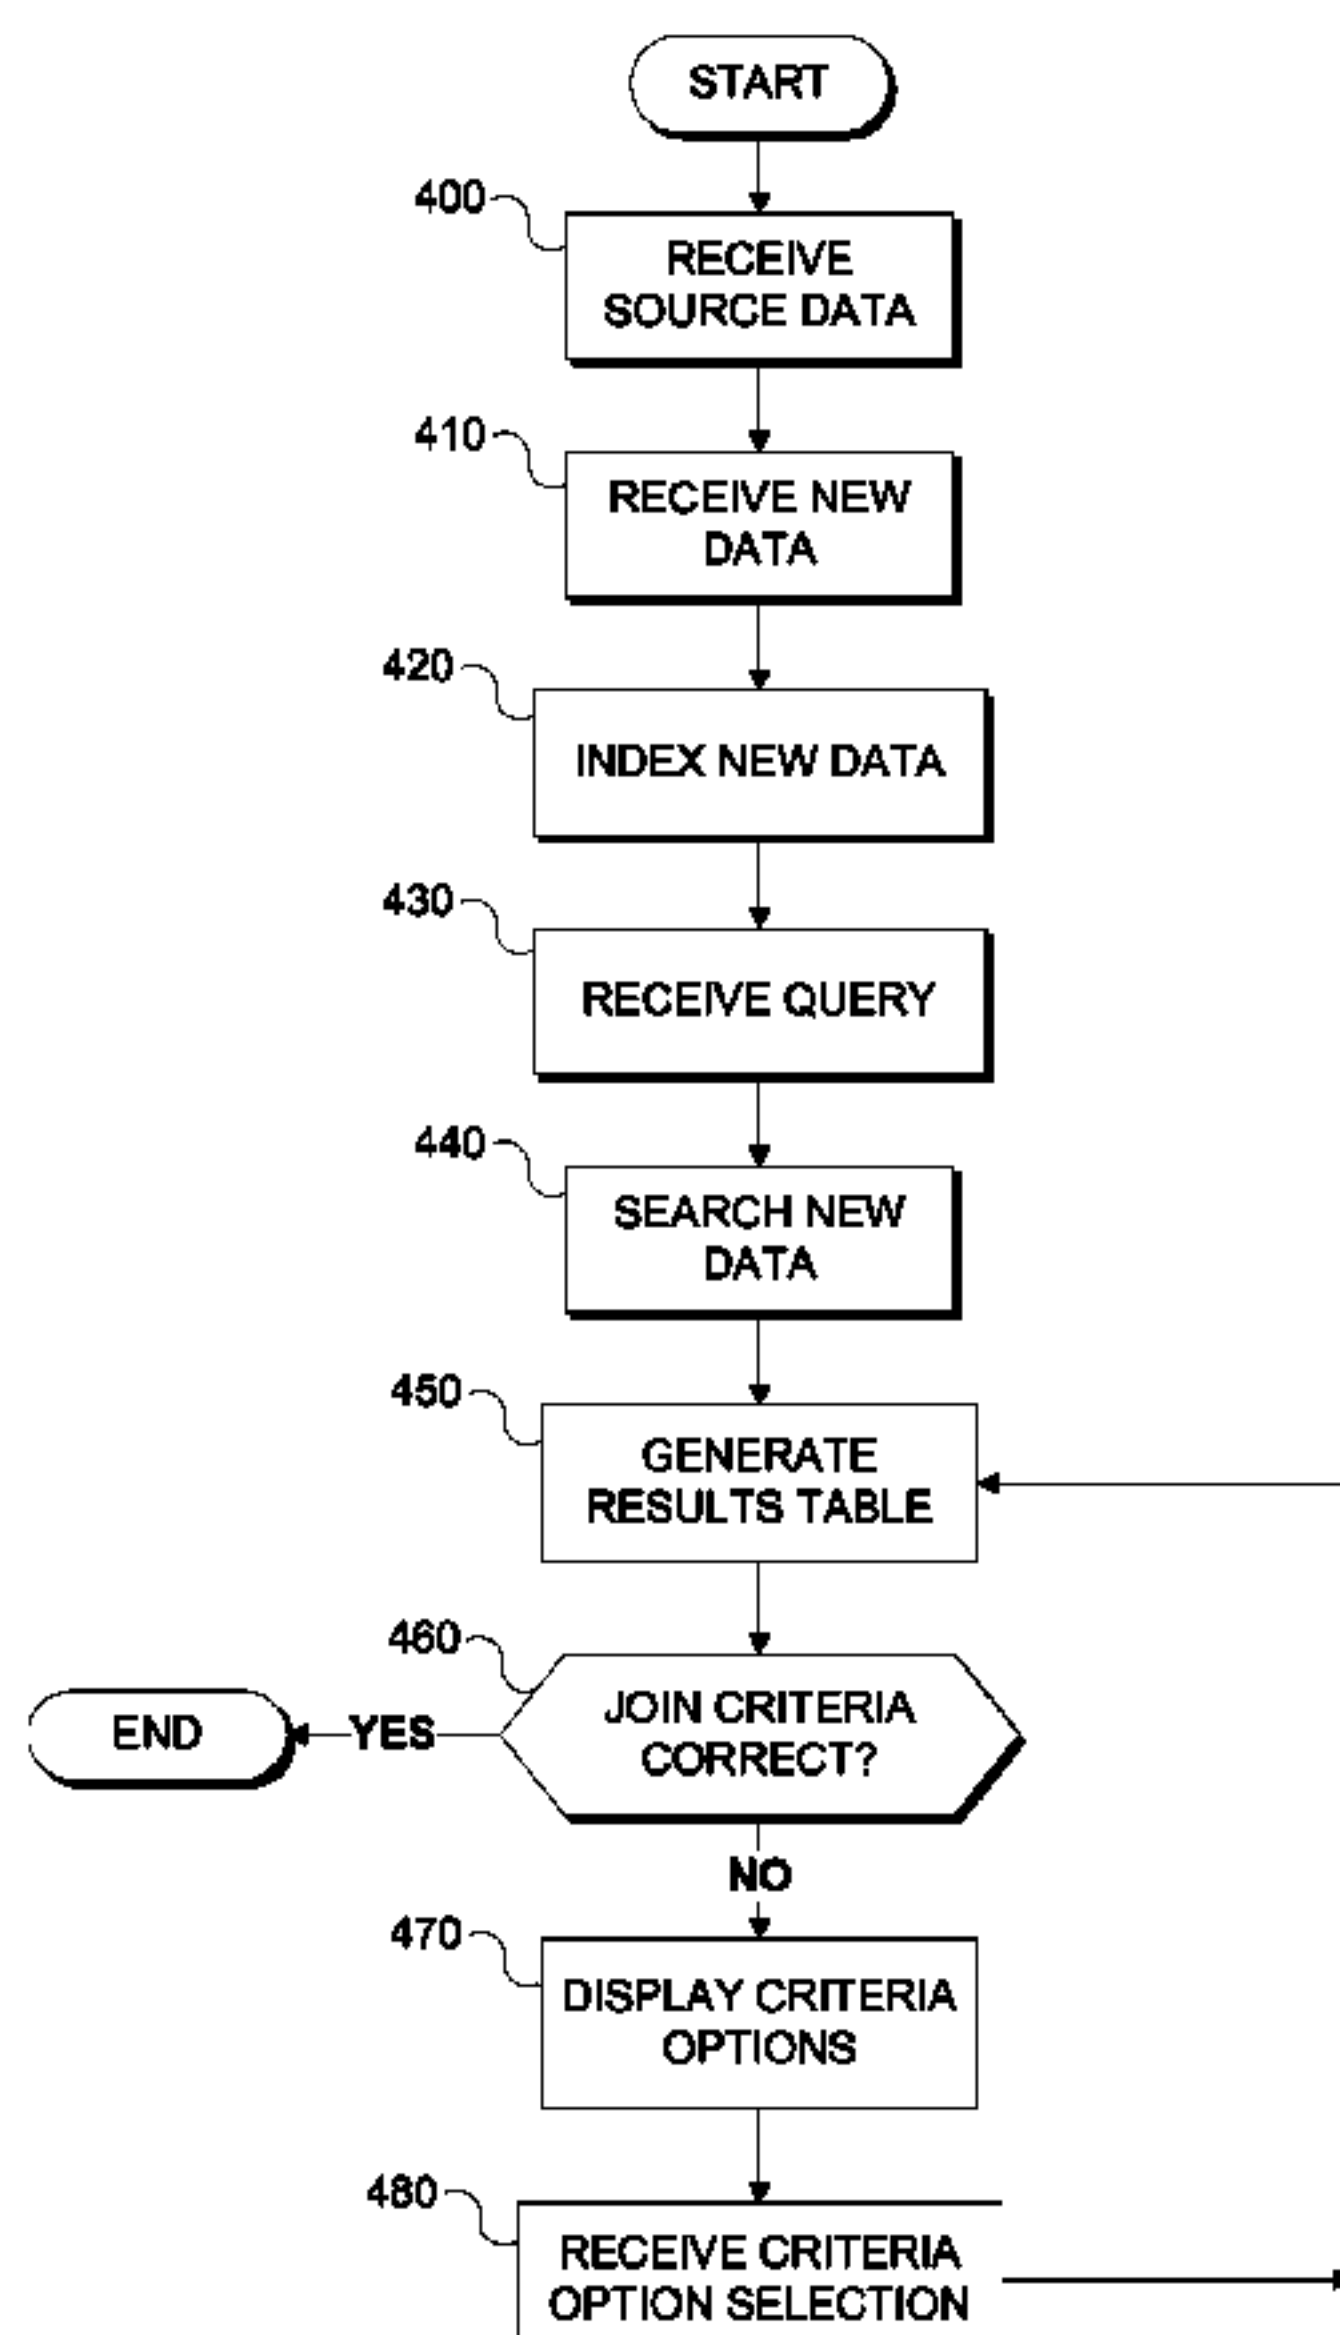 START
400
RECEIVE
SOURCE DATA
410
RECEIVE NEW
DATA
420
INDEX NEW DATA
430
RECEIVE QUERY
440
SEARCH NEW
DATA
450
GENERATE
RESULTS TABLE
460
JOIN CRITERIA
CORRECT?
YES
END
NO
470
DISPLAY CRITERIA
OPTIONS
480
RECEIVE CRITERIA
OPTION SELECTION